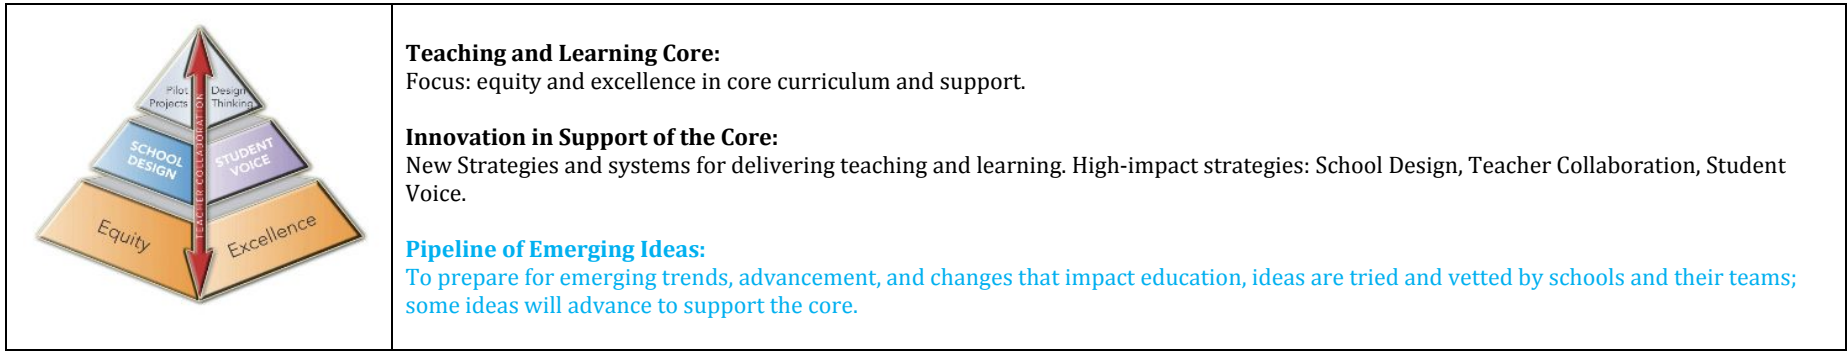 Pilot
Projects
Design
Thinking
SCHOOL
DESIGN
STUDENT
VOICE
TEACHER COLLABORATION
Equity
Excellence
Teaching and Learning Core:
Focus: equity and excellence in core curriculum and support.
Innovation in Support of the Core:
New Strategies and systems for delivering teaching and learning. High-impact strategies: School Design, Teacher Collaboration, Student
Voice.
Pipeline of Emerging Ideas:
To prepare for emerging trends, advancement, and changes that impact education, ideas are tried and vetted by schools and their teams;
some ideas will advance to support the core.